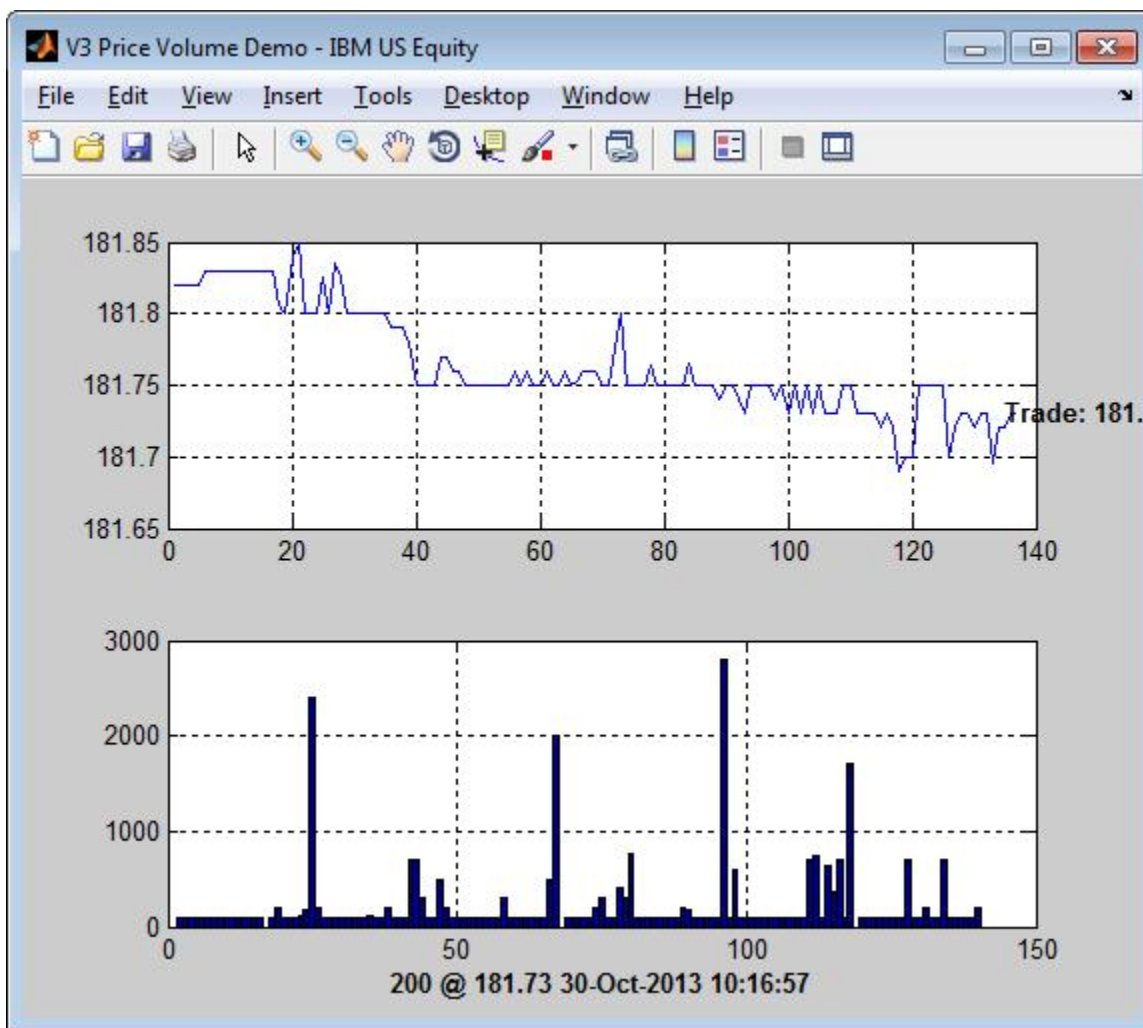 V3 Price Volume Demo - IBM US Equity
File Edit View Insert Tools Desktop Window Help
181.85
181.8
181.75
Trade: 181.
181.7
181.65
0 20 40 60 80 100 120 140
3000
2000
1000
0
0 50 100 150
200 @ 181.73 30-Oct-2013 10:16:57